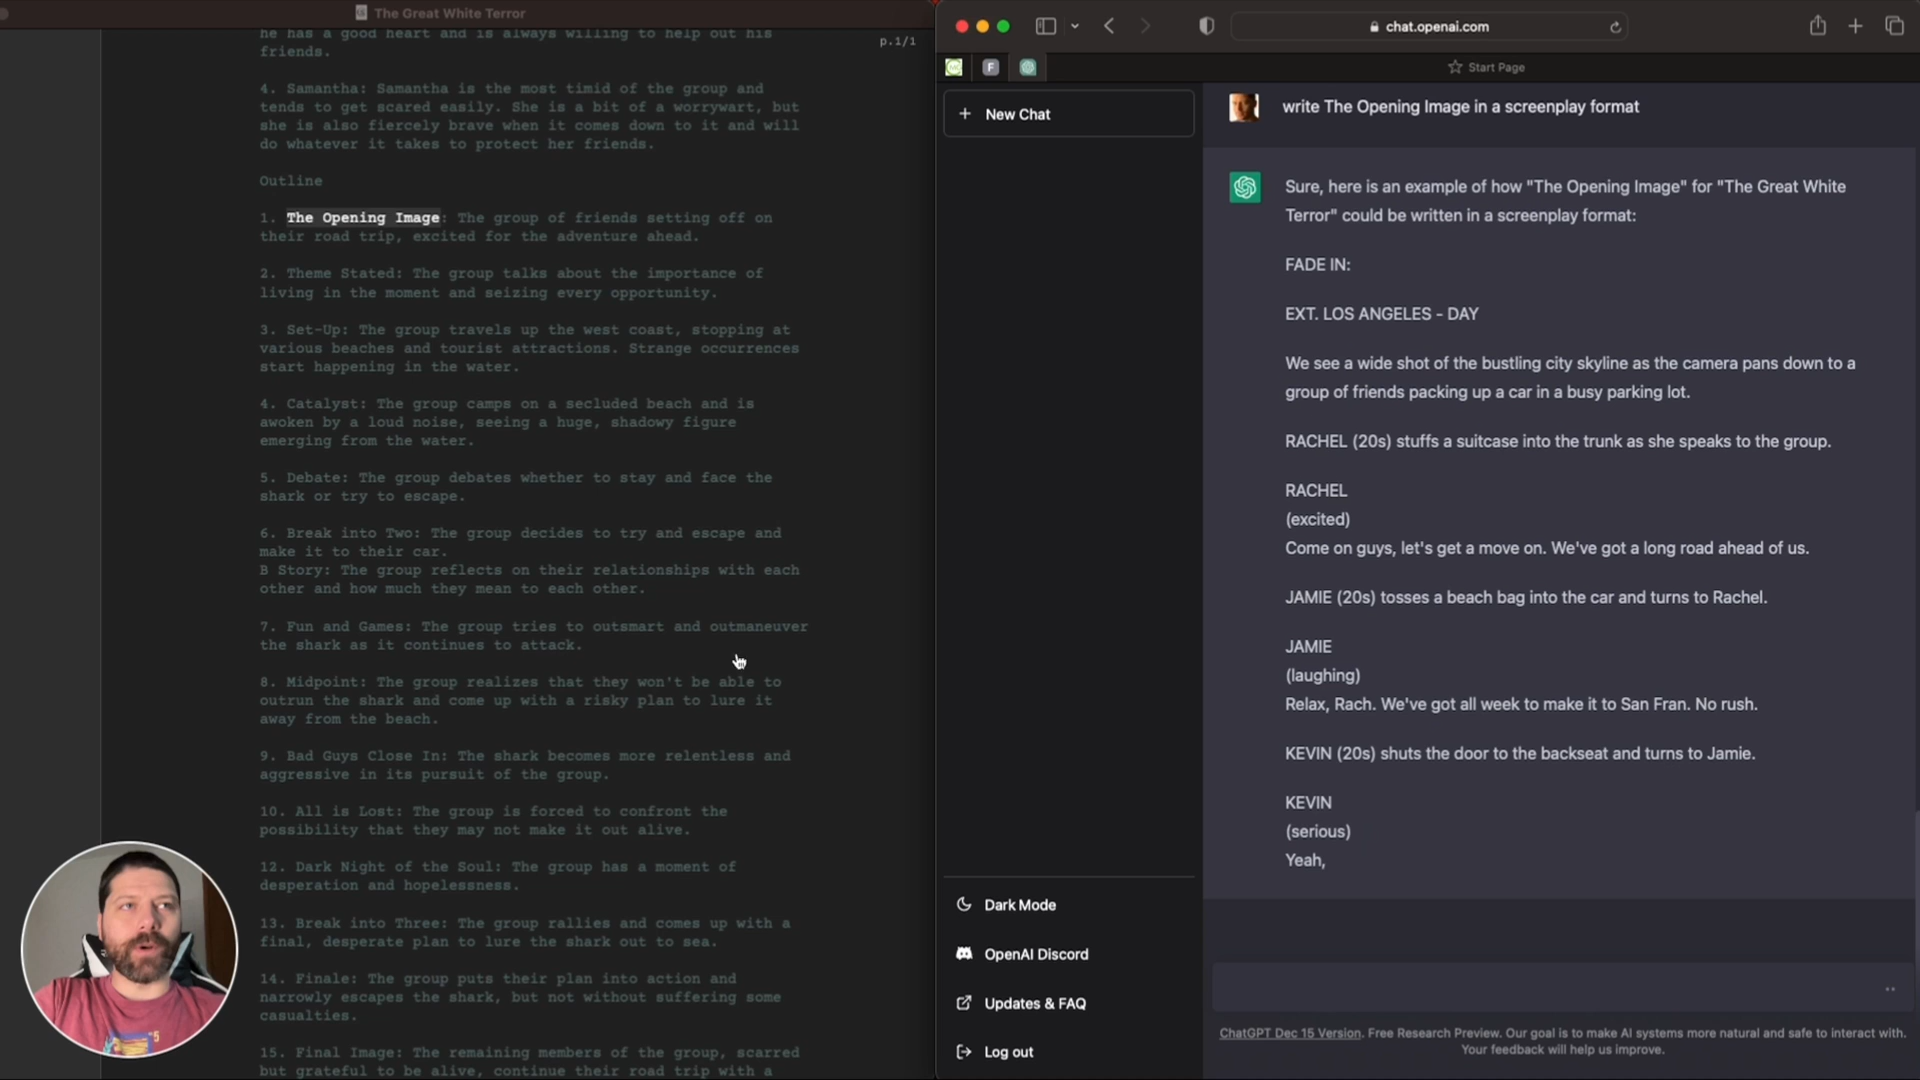 The Great White Terror
p.1/1
he has a good heart and is always willing to help out his
friends.
4. Samantha: Samantha is the most timid of the group and
tends to get scared easily. She is a bit of a worrywart, but
she is also fiercely brave when it comes down to it and will
do whatever it takes to protect her friends.
Outline
1. The Opening Image: The group of friends setting off on
their road trip, excited for the adventure ahead.
2. Theme Stated: The group talks about the importance of
living in the moment and seizing every opportunity.
3. Set-Up: The group travels up the west coast, stopping at
various beaches and tourist attractions. Strange occurrences
start happening in the water.
4. Catalyst: The group camps on a secluded beach and is
awoken by a loud noise, seeing a huge, shadowy figure
emerging from the water.
5. Debate: The group debates whether to stay and face the
shark or try to escape.
6. Break into Two: The group decides to try and escape and
make it to their car.
B Story: The group reflects on their relationships with each
other and how much they mean to each other.
7. Fun and Games: The group tries to outsmart and outmaneuver
the shark as it continues to attack.
8. Midpoint: The group realizes that they won't be able to
outrun the shark and come up with a risky plan to lure it
away from the beach.
9. Bad Guys Close In: The shark becomes more relentless and
aggressive in its pursuit of the group.
10. All is Lost: The group is forced to confront the
possibility that they may not make it out alive.
12. Dark Night of the Soul: The group has a moment of
desperation and hopelessness.
13. Break into Three: The group rallies and comes up with a
final, desperate plan to lure the shark out to sea.
14. Finale: The group puts their plan into action and
narrowly escapes the shark, but not without suffering some
casualties.
15. Final Image: The remaining members of the group, scarred
but grateful to be alive, continue their road trip with a
chat.openai.com
F
Start Page
New Chat
Dark Mode
OpenAI Discord
Updates & FAQ
Log out
write The Opening Image in a screenplay format
Sure, here is an example of how "The Opening Image" for "The Great White
Terror" could be written in a screenplay format:
FADE IN:
EXT. LOS ANGELES - DAY
We see a wide shot of the bustling city skyline as the camera pans down to a
group of friends packing up a car in a busy parking lot.
RACHEL (20s) stuffs a suitcase into the trunk as she speaks to the group.
RACHEL
(excited)
Come on guys, let's get a move on. We've got a long road ahead of us.
JAMIE (20s) tosses a beach bag into the car and turns to Rachel.
JAMIE
(laughing)
Relax, Rach. We've got all week to make it to San Fran. No rush.
KEVIN (20s) shuts the door to the backseat and turns to Jamie.
KEVIN
(serious)
Yeah,
ChatGPT Dec 15 Version. Free Research Preview. Our goal is to make AI systems more natural and safe to interact with.
Your feedback will help us improve.